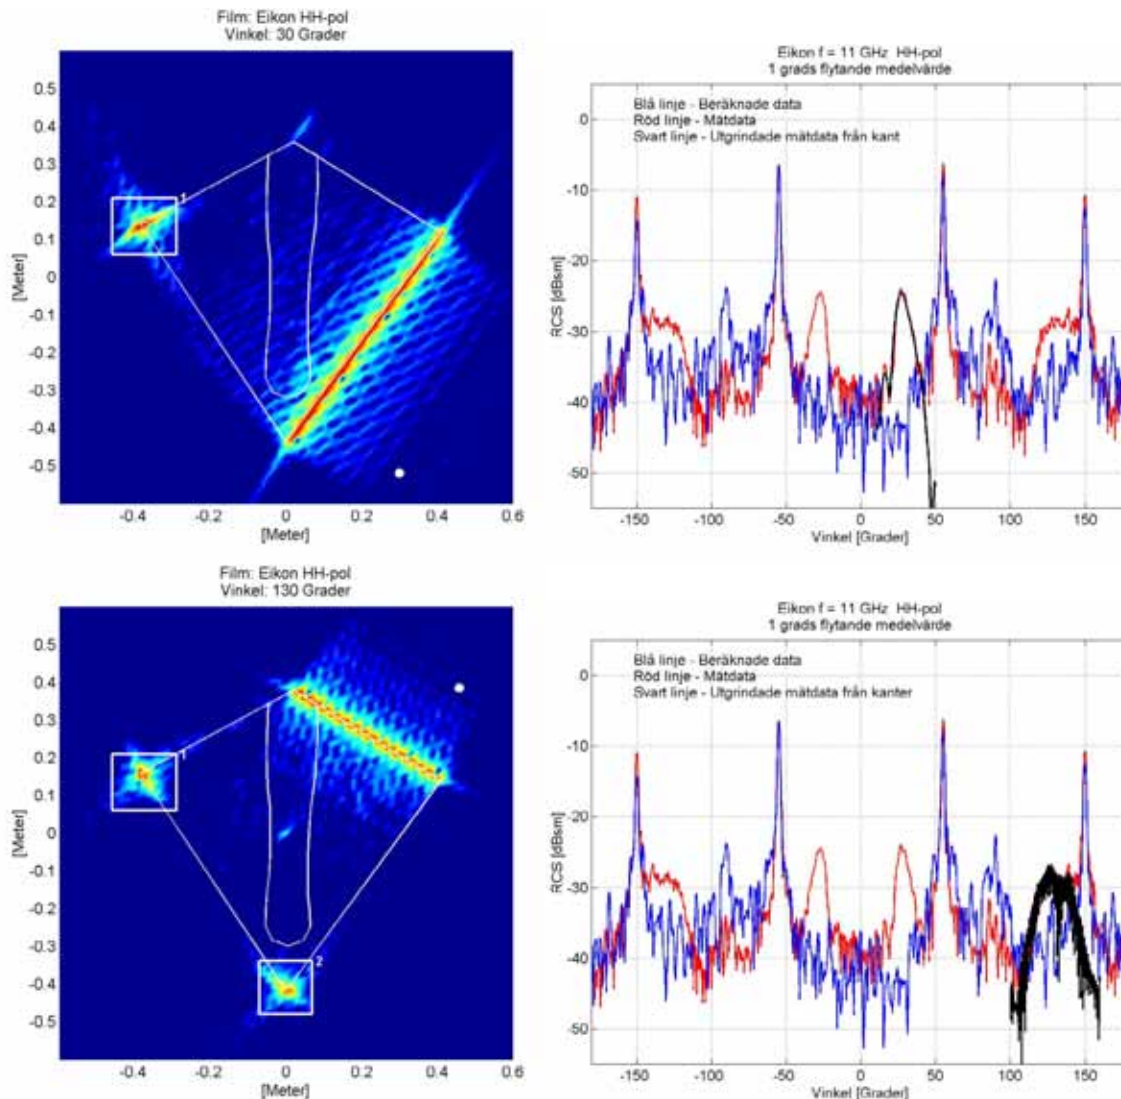 Film: Eikon HH-pol
Vinkel: 30 Grader
0.5
0.4
0.3
0.2
0.1
0
-0.1
-0.2
-0.3
-0.4
-0.5
[Meter]
1
-0.4
-0.2
0
0.2
0.4
0.6
[Meter]
Eikon f = 11 GHz HH-pol
1 grads flytande medelvärde
Blå linje - Beräknade data
Röd linje - Mätdata
Svart linje - Utgrindade mätdata från kant
0
-10
-20
-30
-40
-50
RCS [dBsm]
-150
-100
-50
0
50
100
150
Vinkel [Grader]
Film: Eikon HH-pol
Vinkel: 130 Grader
0.5
0.4
0.3
0.2
0.1
0
-0.1
-0.2
-0.3
-0.4
-0.5
[Meter]
1
2
-0.4
-0.2
0
0.2
0.4
0.6
[Meter]
Eikon f = 11 GHz HH-pol
1 grads flytande medelvärde
Blå linje - Beräknade data
Röd linje - Mätdata
Svart linje - Utgrindade mätdata från kanter
0
-10
-20
-30
-40
-50
RCS [dBsm]
-150
-100
-50
0
50
100
150
Vinkel [Grader]